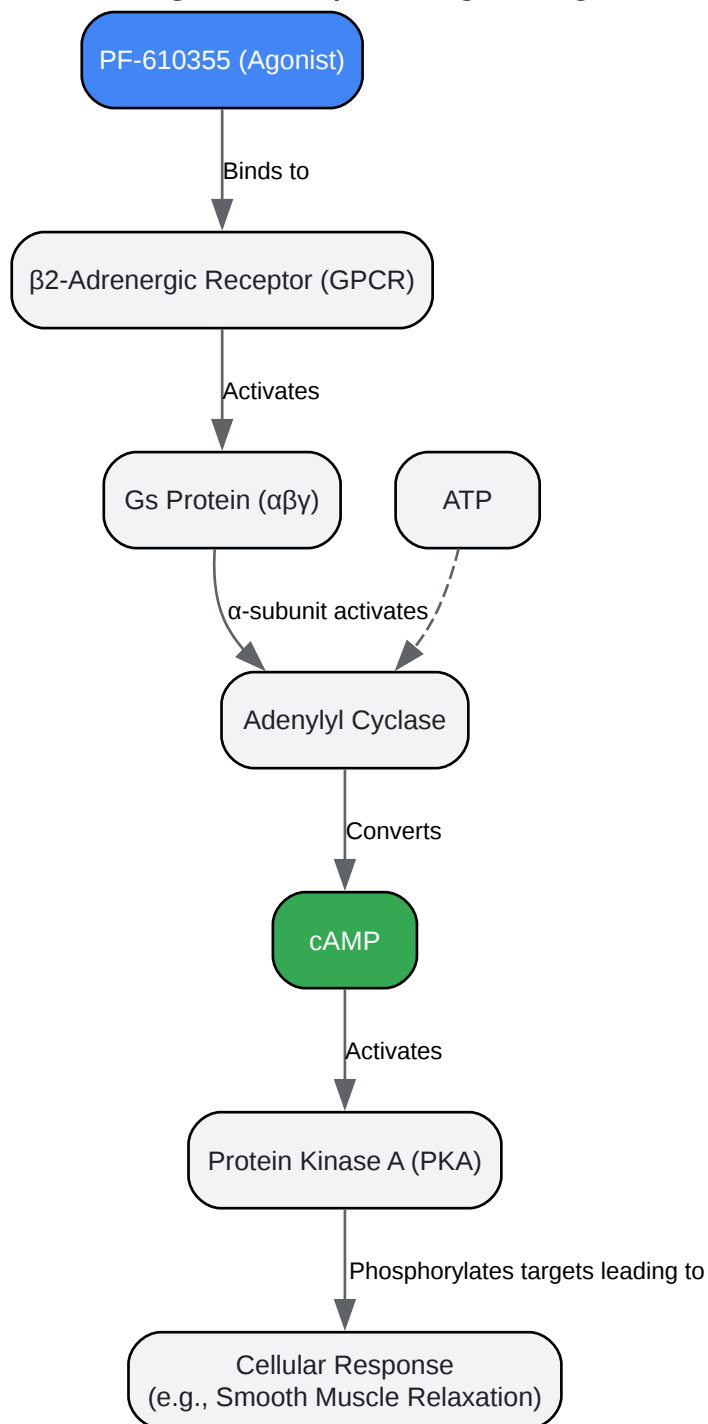 PF-610355 (Agonist)
Binds to
β2-Adrenergic Receptor (GPCR)
Activates
Gs Protein (αβγ)
ATP
α-subunit activates
Adenylyl Cyclase
Converts
cAMP
Activates
Protein Kinase A (PKA)
Phosphorylates targets leading to
Cellular Response
(e.g., Smooth Muscle Relaxation)